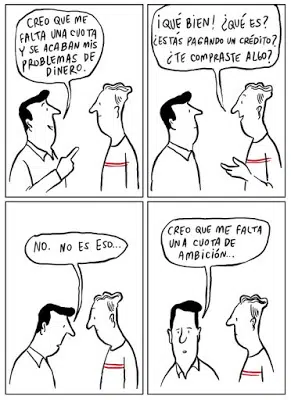 CREO QUE ME
FALTA UNA CUOTA
Y SE ACABAN MIS
PROBLEMAS DE
DINERO.
¡QUÉ BIEN! ¿QUÉ ES?
¿ESTÁS PAGANDO UN CRÉDITO?
¿TE COMPRASTE ALGO?
NO. NO ES ESO...
CREO QUE ME FALTA
UNA CUOTA DE
AMBICIÓN...